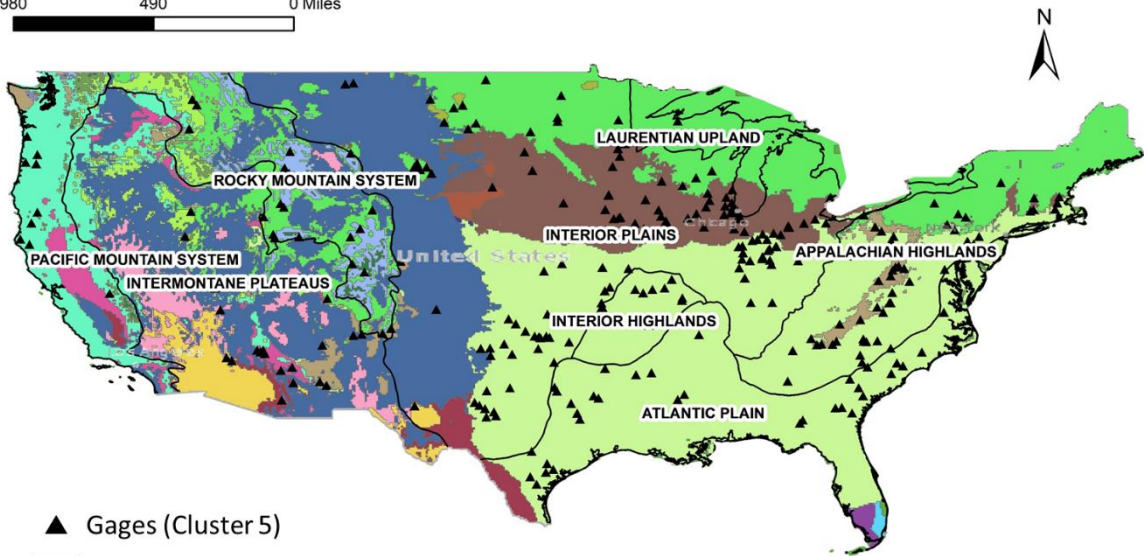 980 490 0 Miles
N
LAURENTIAN UPLAND
ROCKY MOUNTAIN SYSTEM
Chicago
INTERIOR PLAINS
PACIFIC MOUNTAIN SYSTEM
United States
APPALACHIAN HIGHLANDS
INTERMONTANE PLATEAUS
INTERIOR HIGHLANDS
ATLANTIC PLAIN
Gages (Cluster 5)